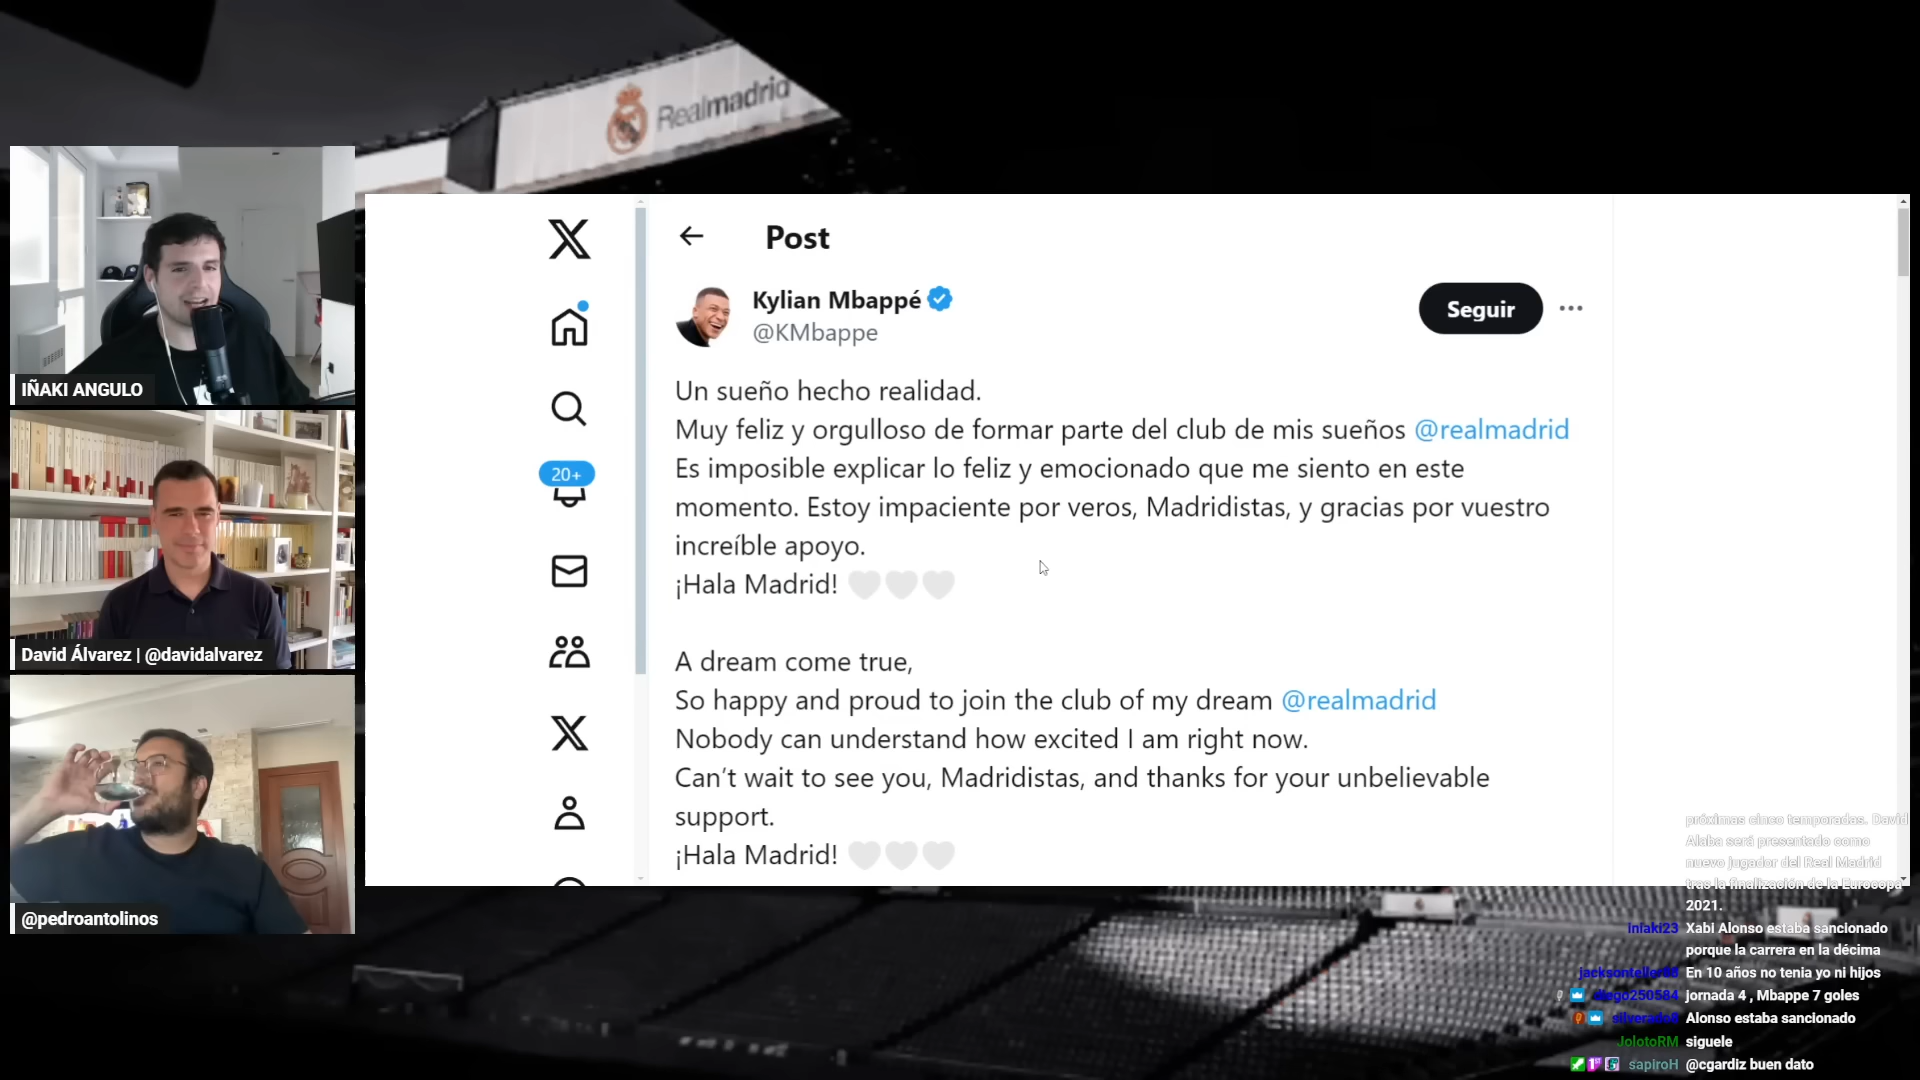 Realmadrid
IÑAKI ANGULO
David Álvarez | @davidalvarez
@pedroantolinos
20+
Post
Kylian Mbappé
@KMbappe
Seguir
Un sueño hecho realidad.
Muy feliz y orgulloso de formar parte del club de mis sueños @realmadrid
Es imposible explicar lo feliz y emocionado que me siento en este
momento. Estoy impaciente por veros, Madridistas, y gracias por vuestro
increíble apoyo.
¡Hala Madrid!
A dream come true,
So happy and proud to join the club of my dream @realmadrid
Nobody can understand how excited I am right now.
Can’t wait to see you, Madridistas, and thanks for your unbelievable
support.
¡Hala Madrid!
próximas cinco temporadas. David
Alaba será presentado como
nuevo jugador del Real Madrid
tras la finalización de la Eurocopa
2021.
iniaki23 Xabi Alonso estaba sancionado
porque la carrera en la décima
En 10 años no tenia yo ni hijos
diego250584 jornada 4 , Mbappe 7 goles
Alonso estaba sancionado
JolotoRM siguele
sapiroH @cgardiz buen dato